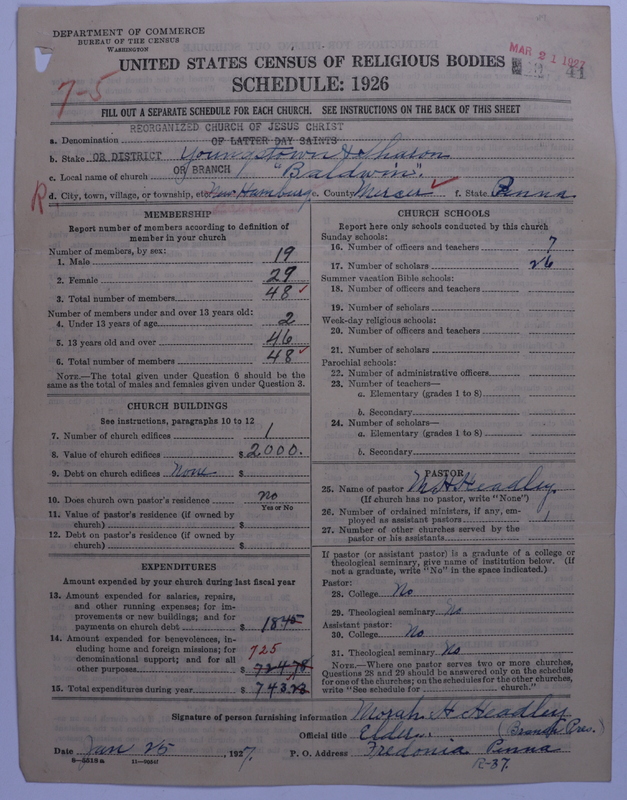 DEPARTMENT OF COMMERCE
BUREAU OF THE CENSUS
WASHINGTON
MAR 21 1927
UNITED STATES CENSUS OF RELIGIOUS BODIES
41
SCHEDULE: 1926
7-5
FILL OUT A SEPARATE SCHEDULE FOR EACH CHURCH. SEE INSTRUCTIONS ON THE BACK OF THIS SHEET
REORGANIZED CHURCH OF JESUS CHRIST
a. Denomination OF LATTER DAY SAINTS
b. Stake OR DISTRICT Youngstown & Sharon
c. Local name of church OR BRANCH "Baldwin".
R d. City, town, village, or township, etc. New Hamburg e. County Mercer f. State Penna.
MEMBERSHIP
Report number of members according to definition of
member in your church
Number of members, by sex:
1. Male 19
2. Female 29
3. Total number of members 48
Number of members under and over 13 years old:
4. Under 13 years of age 2
5. 13 years old and over 46
6. Total number of members 48
NOTE.—The total given under Question 6 should be the
same as the total of males and females given under Question 3.
CHURCH BUILDINGS
See instructions, paragraphs 10 to 12
7. Number of church edifices 1
8. Value of church edifices $ 2000.
9. Debt on church edifices None $
10. Does church own pastor's residence No
Yes or No
11. Value of pastor's residence (if owned by
church) $
12. Debt on pastor's residence (if owned by
church) $
EXPENDITURES
Amount expended by your church during last fiscal year
13. Amount expended for salaries, repairs,
and other running expenses; for im-
provements or new buildings; and for
payments on church debt $ 1845
14. Amount expended for benevolences, in-
cluding home and foreign missions; for
denominational support; and for all 725
other purposes $ 724.78
15. Total expenditures during year $ 743.23
CHURCH SCHOOLS
Report here only schools conducted by this church
Sunday schools:
16. Number of officers and teachers 7
17. Number of scholars 26
Summer vacation Bible schools:
18. Number of officers and teachers
19. Number of scholars
Week-day religious schools:
20. Number of officers and teachers
21. Number of scholars
Parochial schools:
22. Number of administrative officers
23. Number of teachers—
a. Elementary (grades 1 to 8)
b. Secondary
24. Number of scholars—
a. Elementary (grades 1 to 8)
b. Secondary
PASTOR
25. Name of pastor M H Headley
(If church has no pastor, write "None")
26. Number of ordained ministers, if any, em-
ployed as assistant pastors 1
27. Number of other churches served by the
pastor or his assistants
If pastor (or assistant pastor) is a graduate of a college or
theological seminary, give name of institution below. (If
not a graduate, write "No" in the space indicated.)
Pastor:
28. College No
29. Theological seminary No
Assistant pastor:
30. College No
31. Theological seminary No
NOTE.—Where one pastor serves two or more churches,
Questions 28 and 29 should be answered only on the schedule
for one of the churches; on the schedules for the other churches,
write "See schedule for church."
Signature of person furnishing information Morah H Headley
Official title Elder. (Branch Pres.)
Date Jan 25, 1927. P. O. Address Fredonia Penna
R-37.